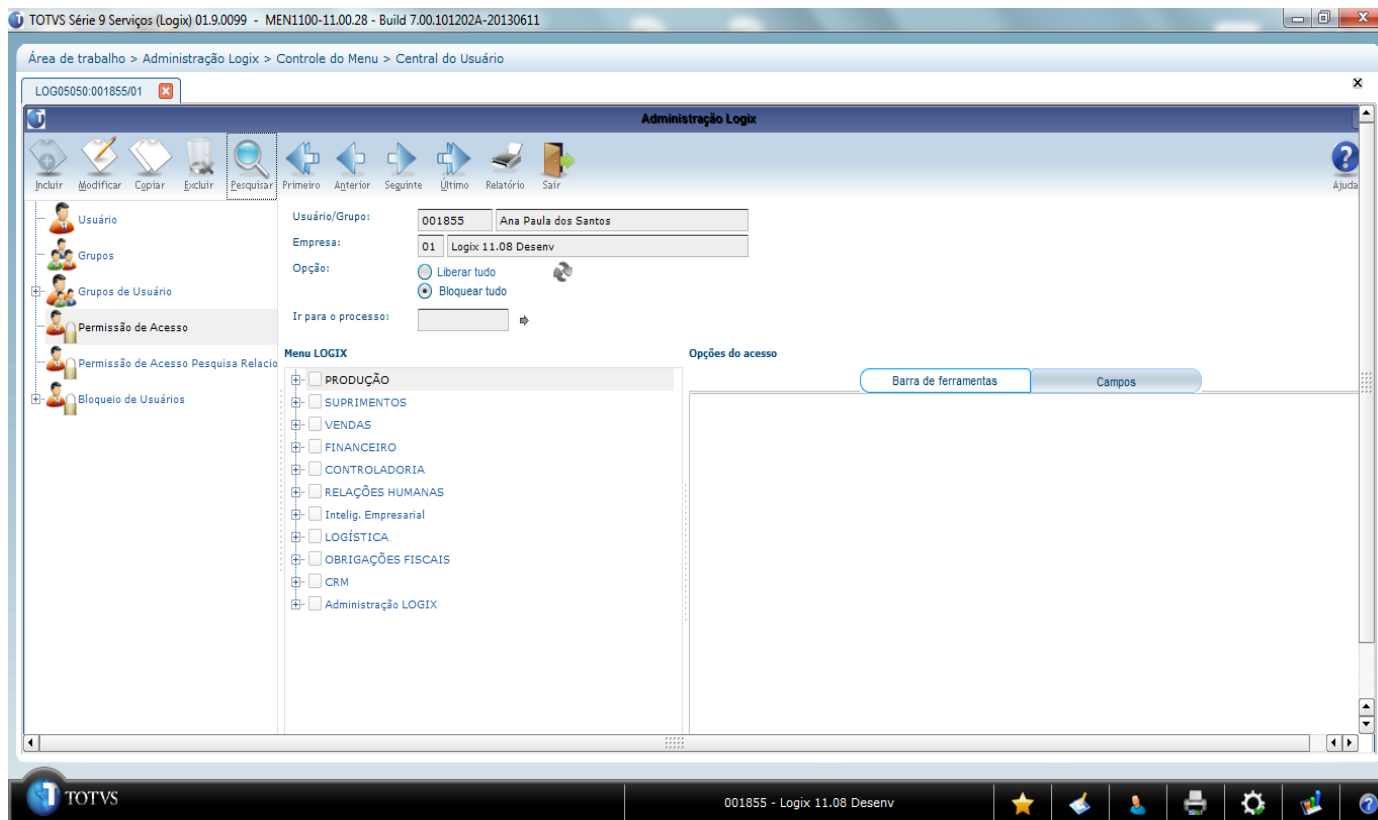 TOTVS Série 9 Serviços (Logix) 01.9.0099 - MEN1100-11.00.28 - Build 7.00.101202A-20130611
Área de trabalho > Administração Logix > Controle do Menu > Central do Usuário
LOG05050:001855/01
Administração Logix
Incluir Modificar Copiar Excluir Pesquisar Primeiro Anterior Seguinte Último Relatório Sair Ajuda
Usuário
Grupos
Grupos de Usuário
Permissão de Acesso
Permissão de Acesso Pesquisa Relacio
Bloqueio de Usuários
Usuário/Grupo: 001855 Ana Paula dos Santos
Empresa: 01 Logix 11.08 Desenv
Opção: Liberar tudo
Bloquear tudo
Ir para o processo:
Menu LOGIX
PRODUÇÃO
SUPRIMENTOS
VENDAS
FINANCEIRO
CONTROLADORIA
RELAÇÕES HUMANAS
Intelig. Empresarial
LOGÍSTICA
OBRIGAÇÕES FISCAIS
CRM
Administração LOGIX
Opções do acesso
Barra de ferramentas Campos
TOTVS
001855 - Logix 11.08 Desenv